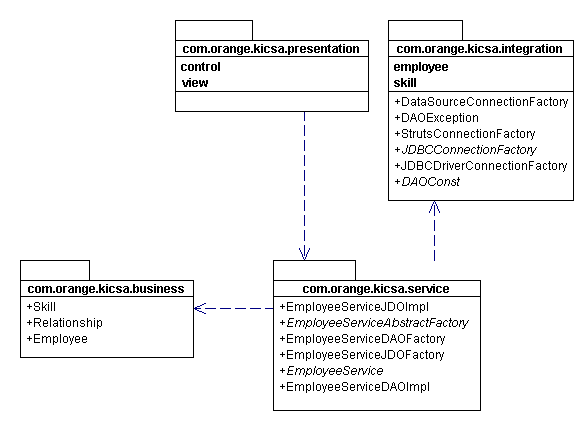 com.orange.kicsa.presentation
control
view
com.orange.kicsa.integration
employee
skill
+DataSourceConnectionFactory
+DAOException
+StrutsConnectionFactory
+JDBCConnectionFactory
+JDBCDriverConnectionFactory
+DAOConst
com.orange.kicsa.business
+Skill
+Relationship
+Employee
com.orange.kicsa.service
+EmployeeServiceJDOImpl
+EmployeeServiceAbstractFactory
+EmployeeServiceDAOFactory
+EmployeeServiceJDOFactory
+EmployeeService
+EmployeeServiceDAOImpl